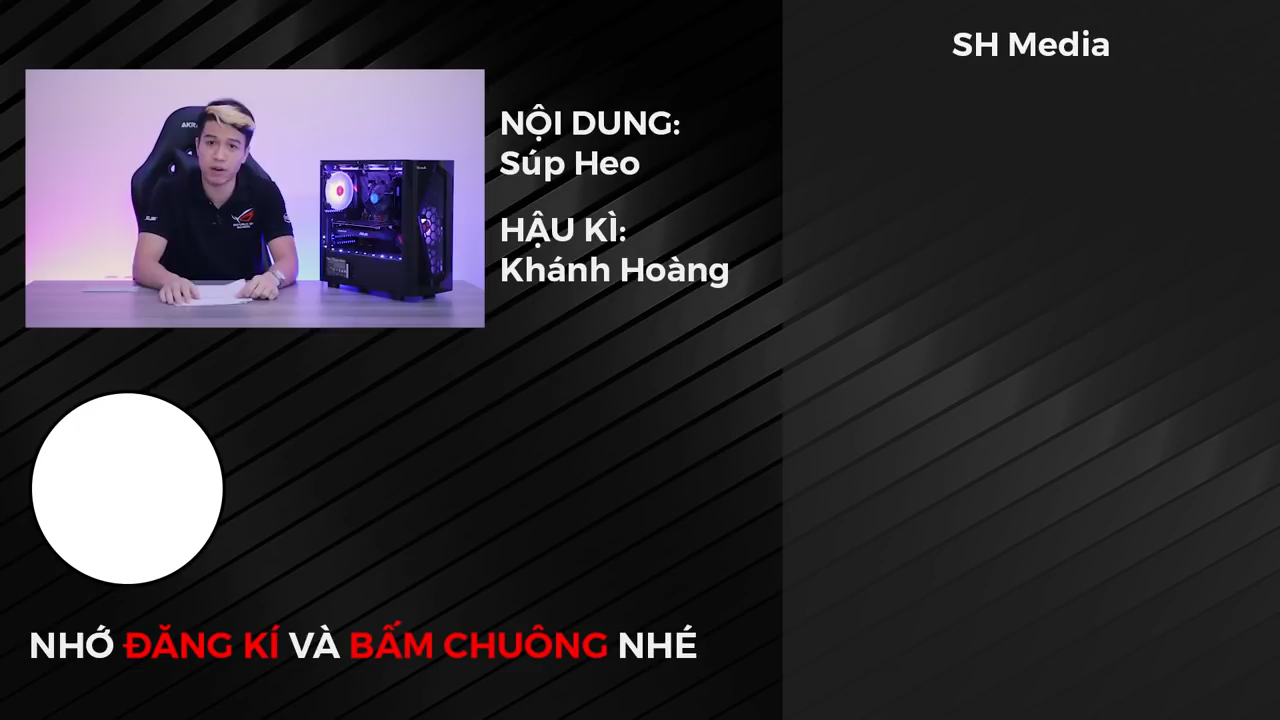 SH Media
NỘI DUNG:
Súp Heo
HẬU KÌ:
Khánh Hoàng
NHỚ ĐĂNG KÍ VÀ BẤM CHUÔNG NHÉ